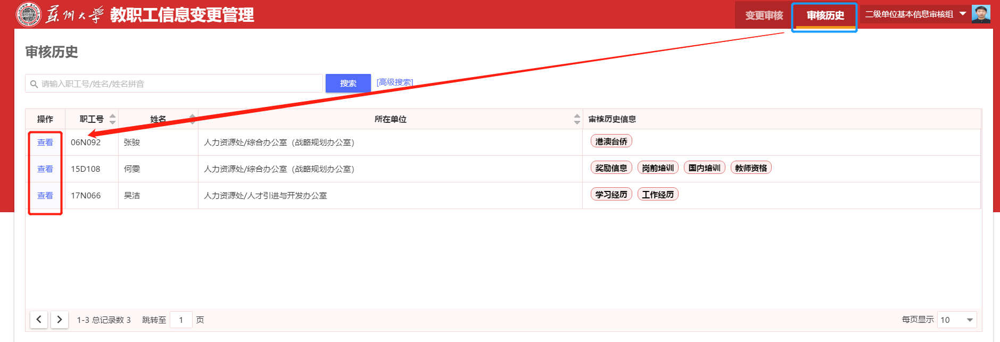 蘇州大学 教职工信息变更管理
变更审核 审核历史 二级单位基本信息审核组
审核历史
请输入职工号/姓名/姓名拼音 搜索 [高级搜索]
操作 职工号 姓名 所在单位 审核历史信息
查看 06N092 张骏 人力资源处/综合办公室（战略规划办公室） 港澳台侨
查看 15D108 何雯 人力资源处/综合办公室（战略规划办公室） 奖励信息 岗前培训 国内培训 教师资格
查看 17N066 吴洁 人力资源处/人才引进与开发办公室 学习经历 工作经历
1-3 总记录数 3 跳转至 1 页 每页显示 10